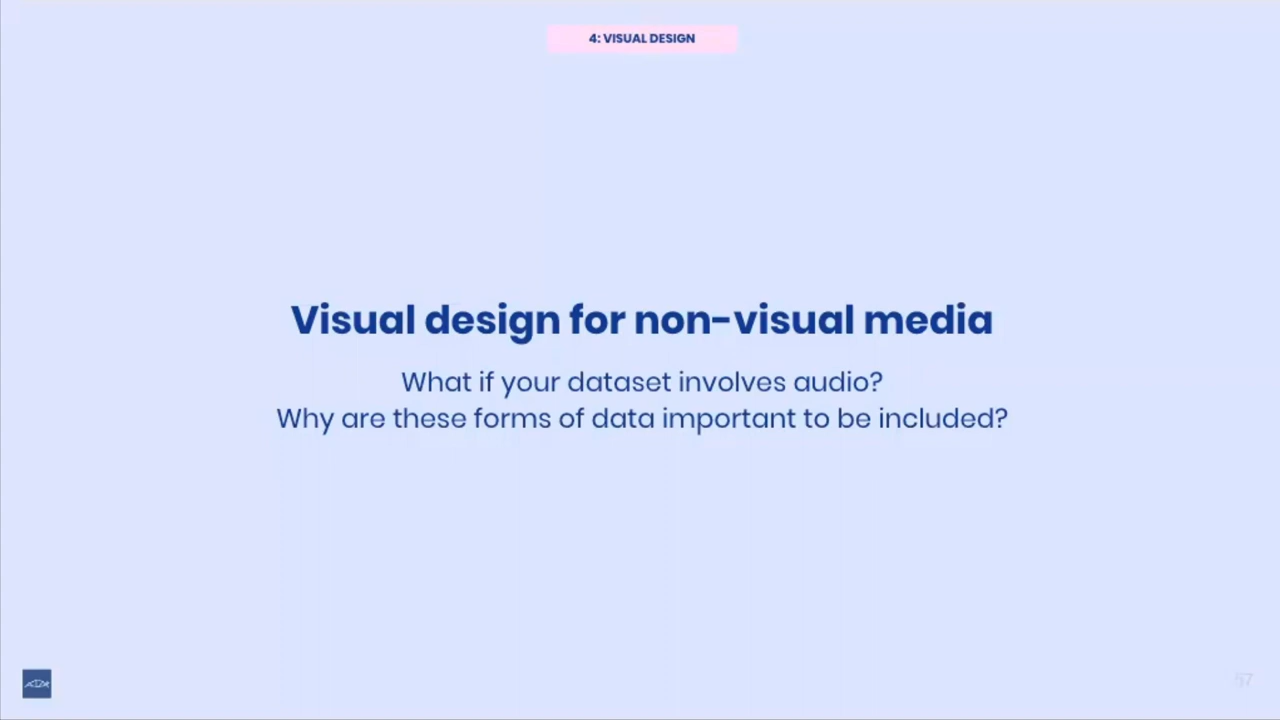 4: VISUAL DESIGN
Visual design for non-visual media
What if your dataset involves audio?
Why are these forms of data important to be included?
57